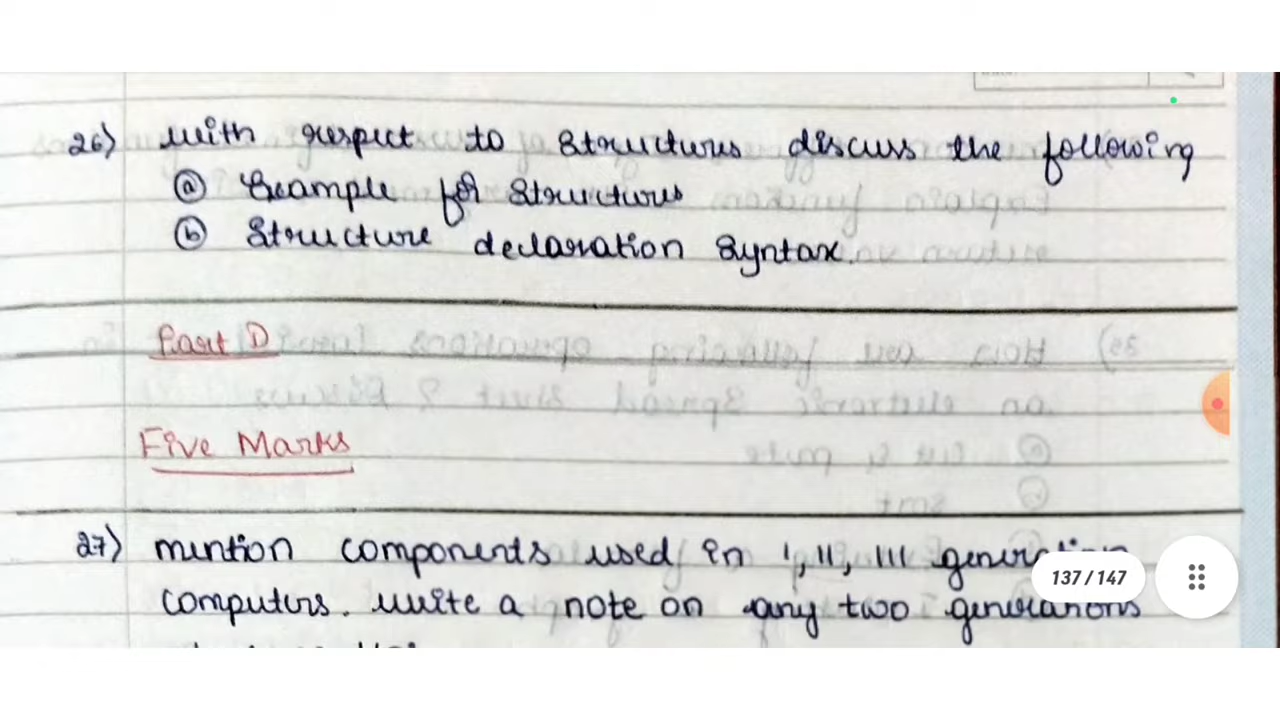 26) with respect to Structures discuss the following
ⓐ Example for Structures
ⓑ Structure declaration Syntax.
Part D
Five Marks
27) mention components used in I, II, III generation
137/147
computers. write a note on any two generations